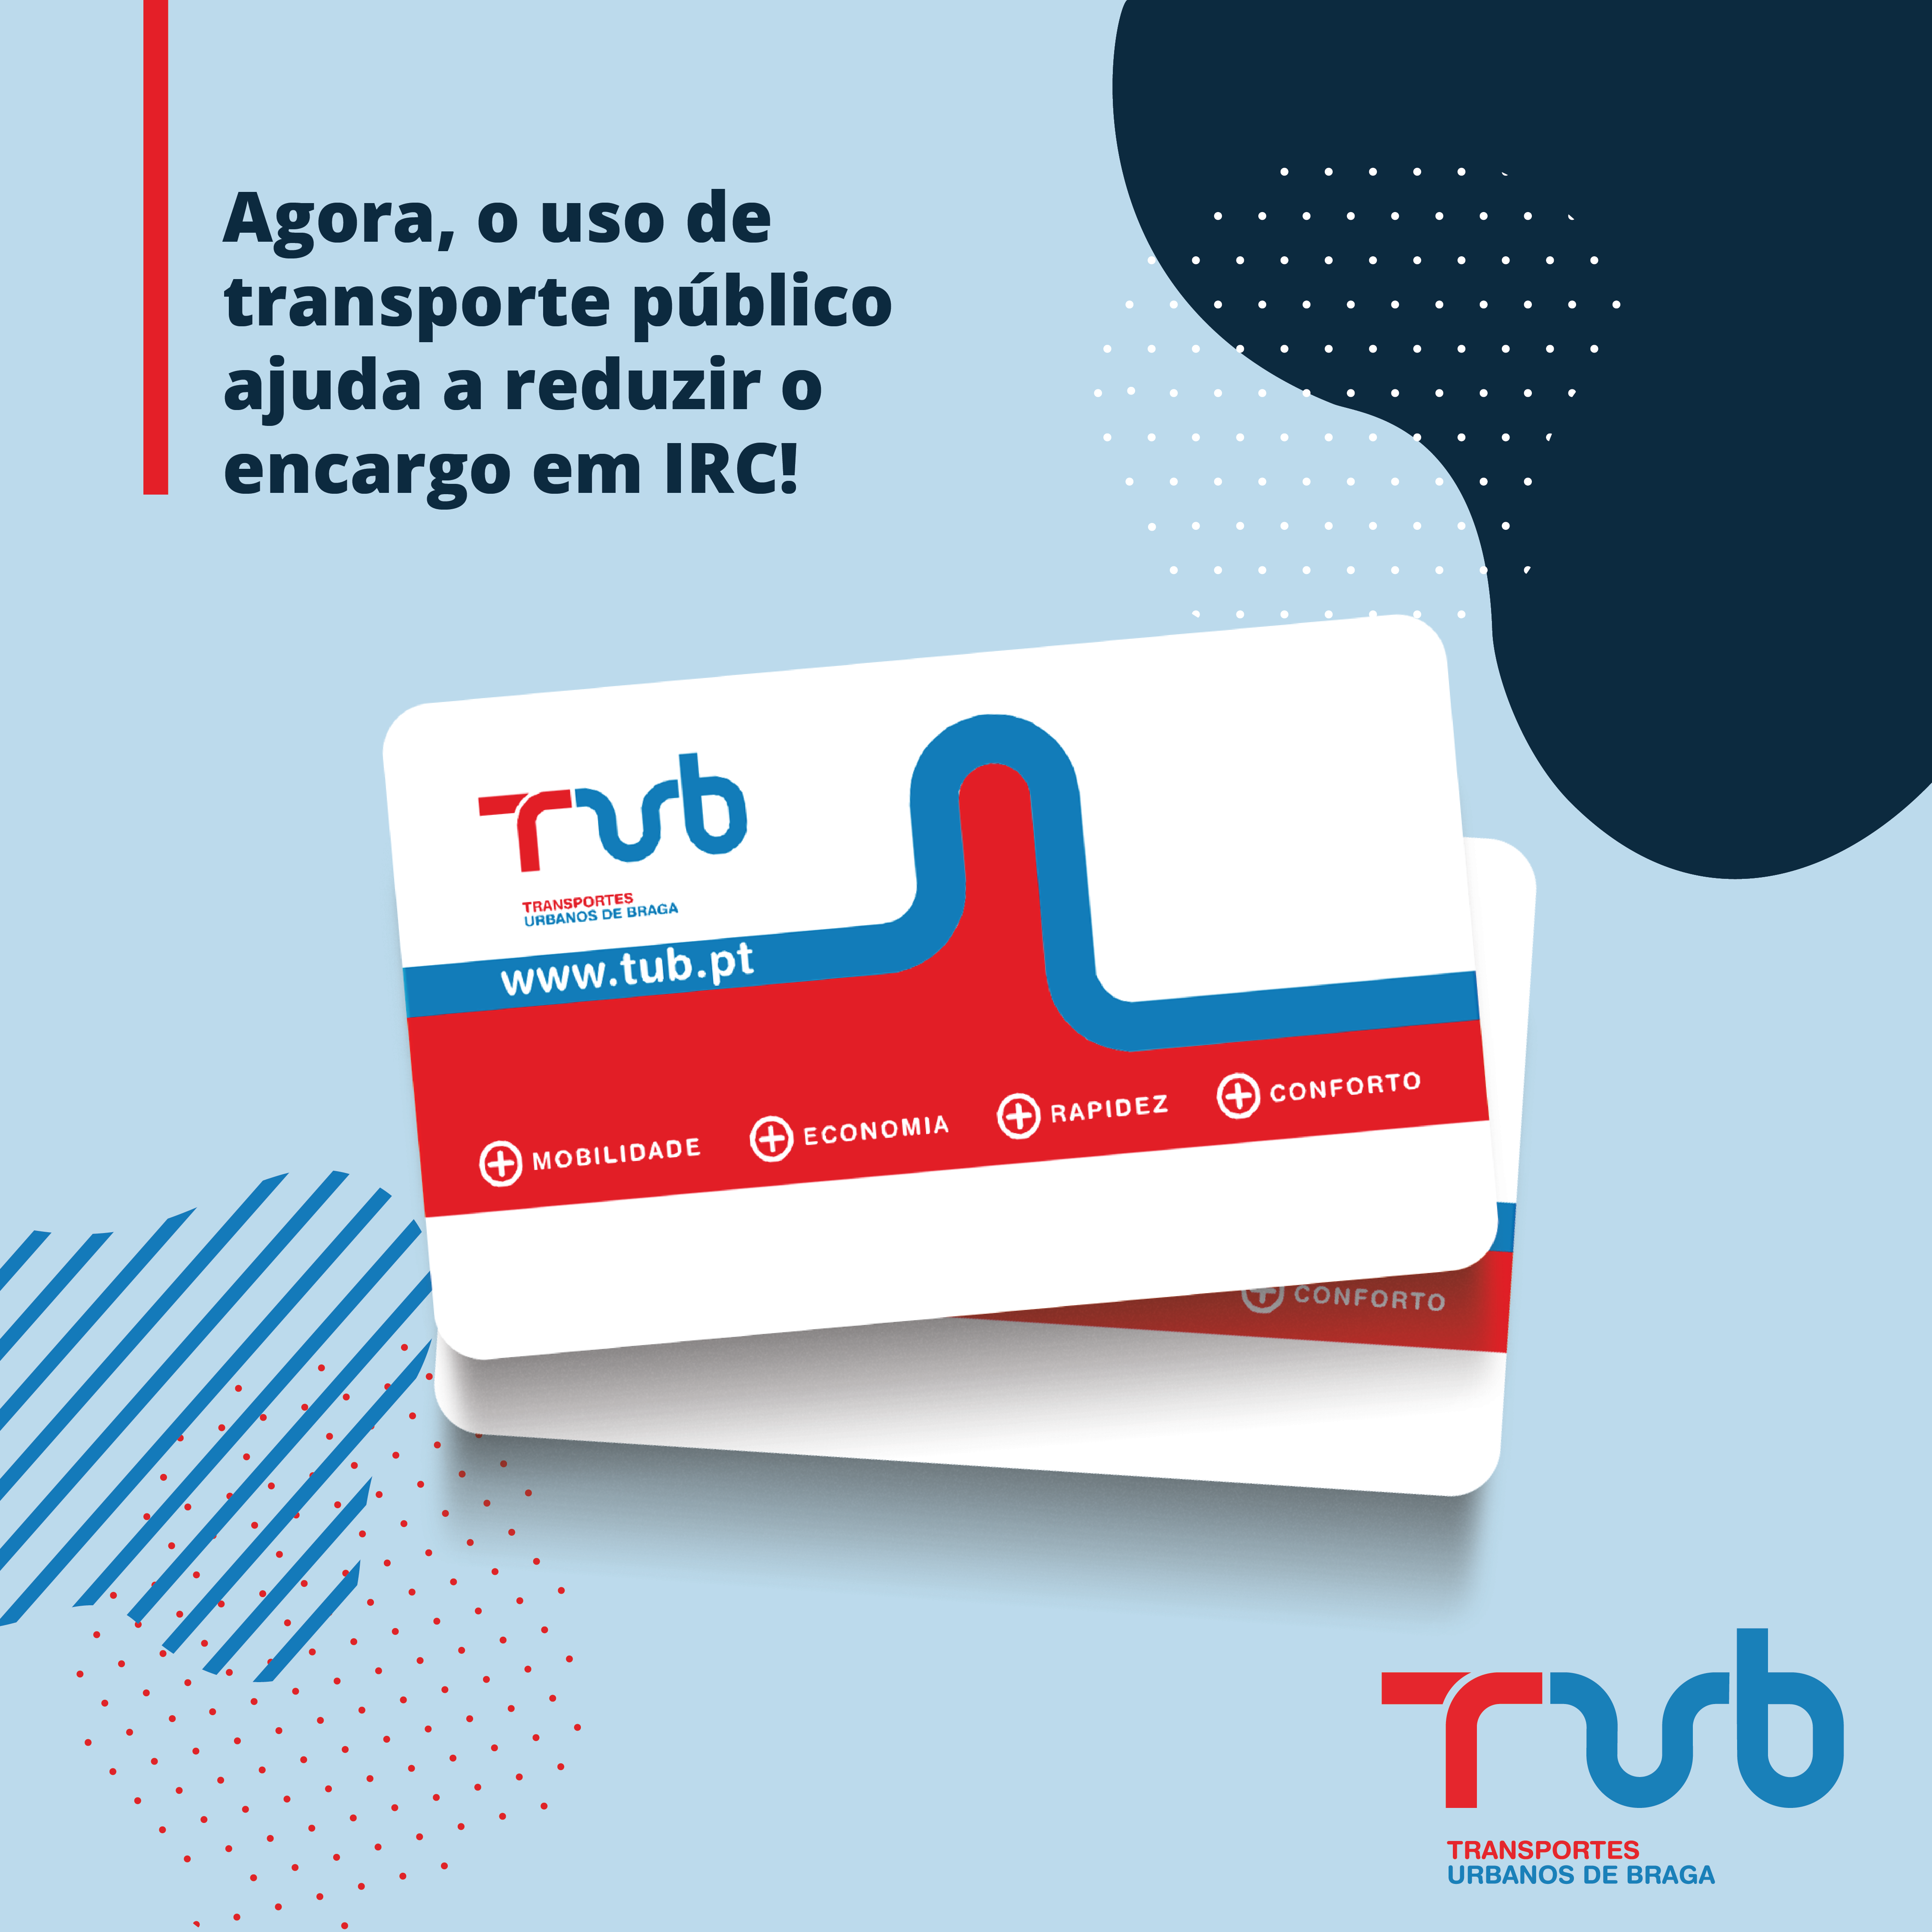 Agora, o uso de
transporte público
ajuda a reduzir o
encargo em IRC!
Tub
TRANSPORTES
URBANOS DE BRAGA
www.tub.pt
MOBILIDADE
ECONOMIA
RAPIDEZ
CONFORTO
CONFORTO
Tub
TRANSPORTES
URBANOS DE BRAGA